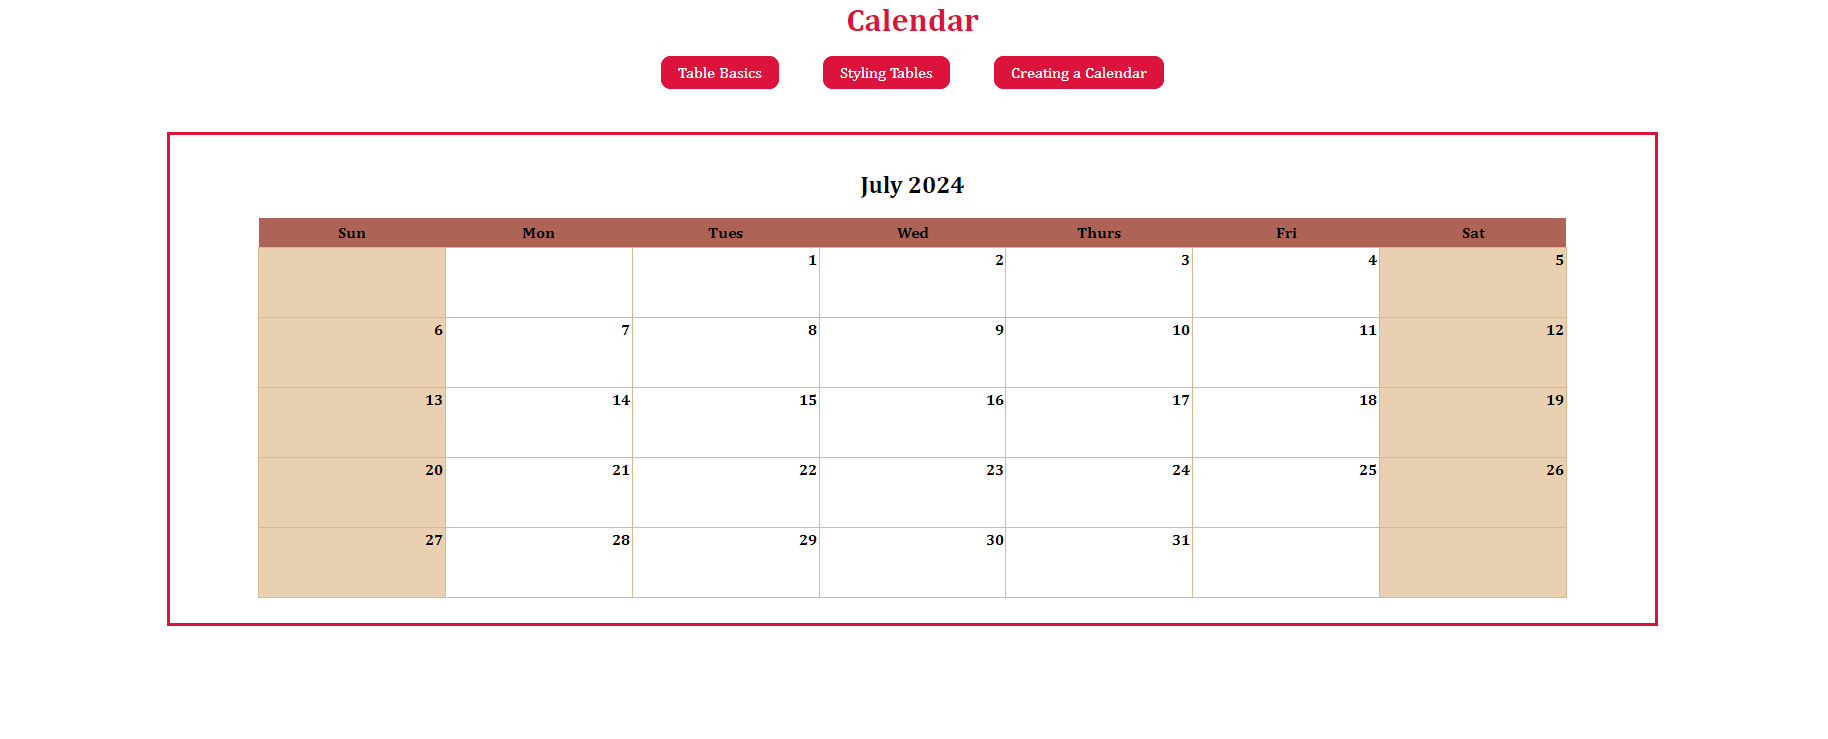 Calendar
Table Basics Styling Tables Creating a Calendar
July 2024
Sun Mon Tues Wed Thurs Fri Sat
1 2 3 4 5
6 7 8 9 10 11 12
13 14 15 16 17 18 19
20 21 22 23 24 25 26
27 28 29 30 31